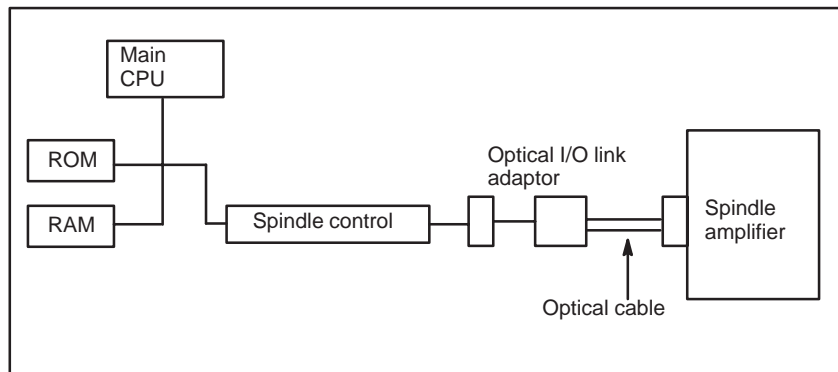 Main
CPU
ROM
RAM
Spindle control
Optical I/O link
adaptor
Optical cable
Spindle
amplifier